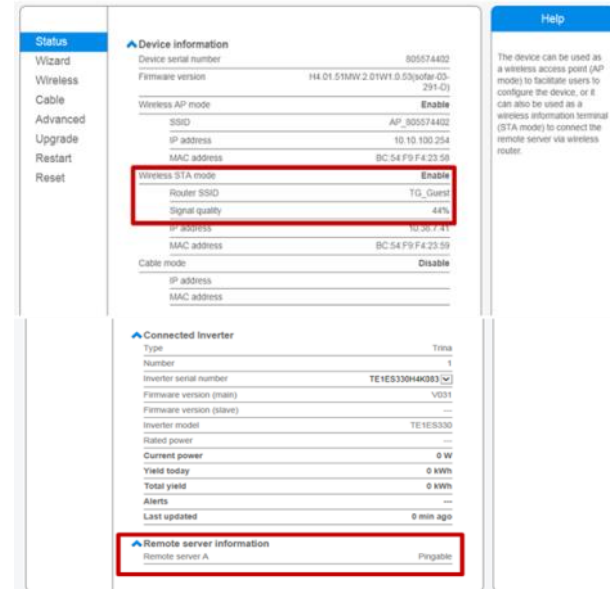 Status
Wizard
Wireless
Cable
Advanced
Upgrade
Restart
Reset
Device information
Device serial number 805574402
Firmware version H4.01.51MW.2.01W1.0.53(sofar-03-
291-D)
Wireless AP mode Enable
SSID AP_805574402
IP address 10.10.100.254
MAC address BC:54:F9:F4:23:58
Wireless STA mode Enable
Router SSID TG_Guest
Signal quality 44%
IP address 10.38.7.41
MAC address BC:54:F9:F4:23:59
Cable mode Disable
IP address
MAC address
Help
The device can be used as
a wireless access point (AP
mode) to facilitate users to
configure the device, or it
can also be used as a
wireless information terminal
(STA mode) to connect the
remote server via wireless
router.
Connected Inverter
Type Trina
Number 1
Inverter serial number TE1ES330H4K083
Firmware version (main) V031
Firmware version (slave) ---
Inverter model TE1ES330
Rated power ---
Current power 0 W
Yield today 0 kWh
Total yield 0 kWh
Alerts ---
Last updated 0 min ago
Remote server information
Remote server A Pingable